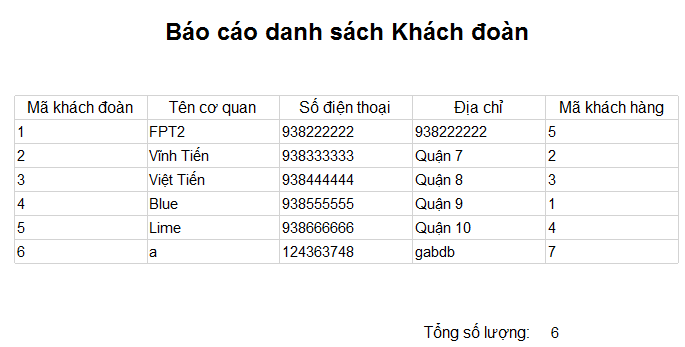 Báo cáo danh sách Khách đoàn
Mã khách đoàn Tên cơ quan Số điện thoại Địa chỉ Mã khách hàng
1 FPT2 938222222 938222222 5
2 Vĩnh Tiến 938333333 Quận 7 2
3 Việt Tiến 938444444 Quận 8 3
4 Blue 938555555 Quận 9 1
5 Lime 938666666 Quận 10 4
6 a 124363748 gabdb 7
Tổng số lượng: 6